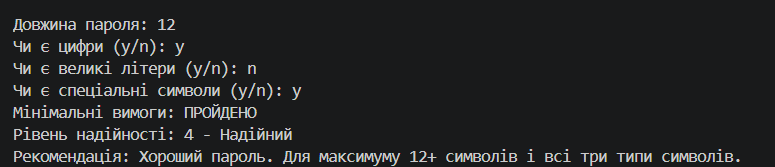 Довжина пароля: 12
Чи є цифри (y/n): y
Чи є великі літери (y/n): n
Чи є спеціальні символи (y/n): y
Мінімальні вимоги: ПРОЙДЕНО
Рівень надійності: 4 - Надійний
Рекомендація: Хороший пароль. Для максимуму 12+ символів і всі три типи символів.